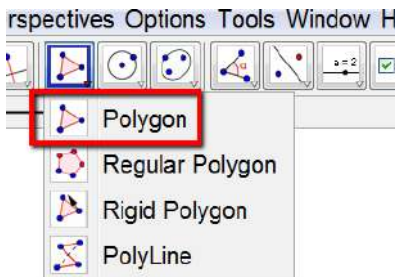 rspectives Options Tools Window H
α a = 2
Polygon
Regular Polygon
Rigid Polygon
PolyLine